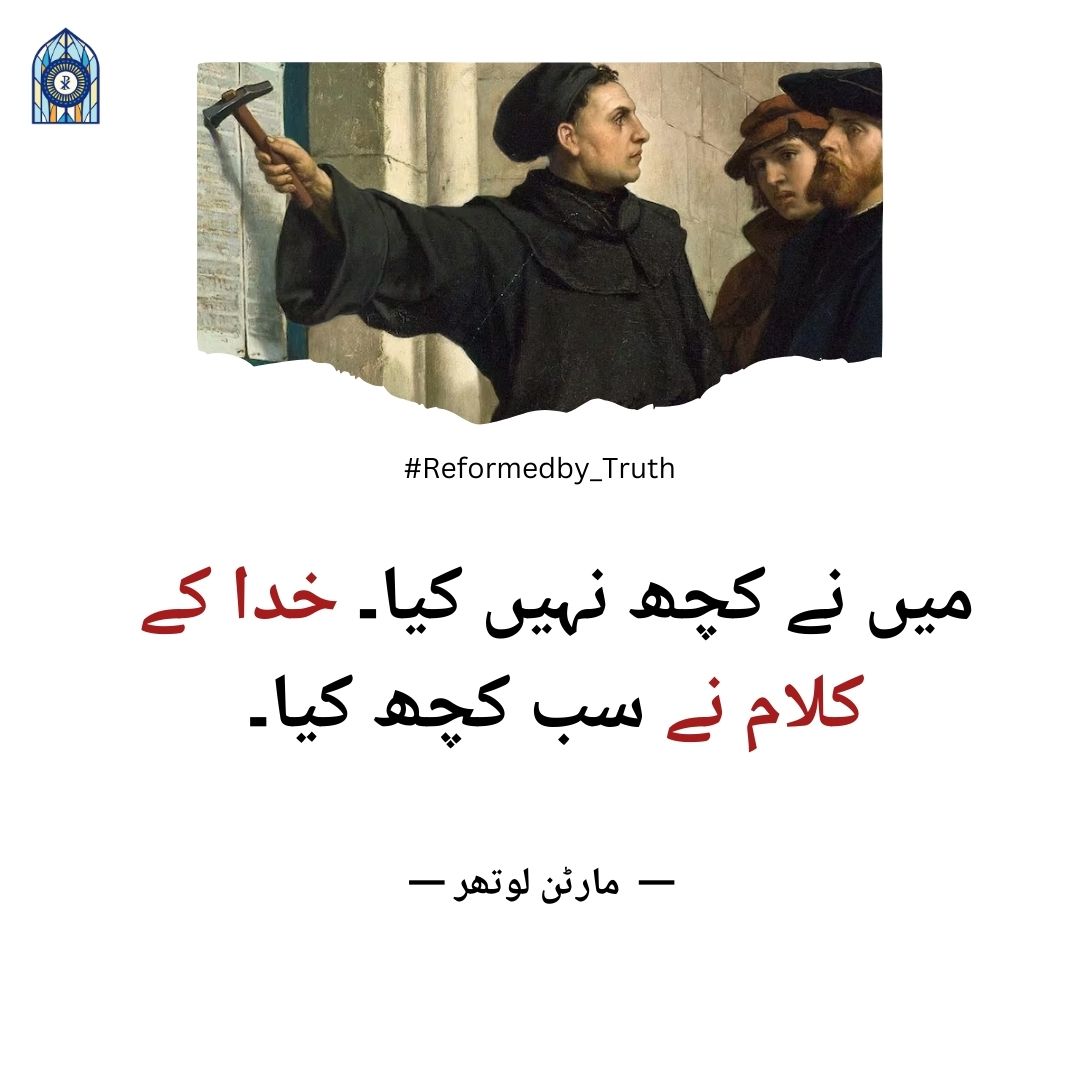 #Reformedby_Truth
میں نے کچھ نہیں کیا۔ خدا کے
کلام نے سب کچھ کیا۔
— مارٹن لوتھر —